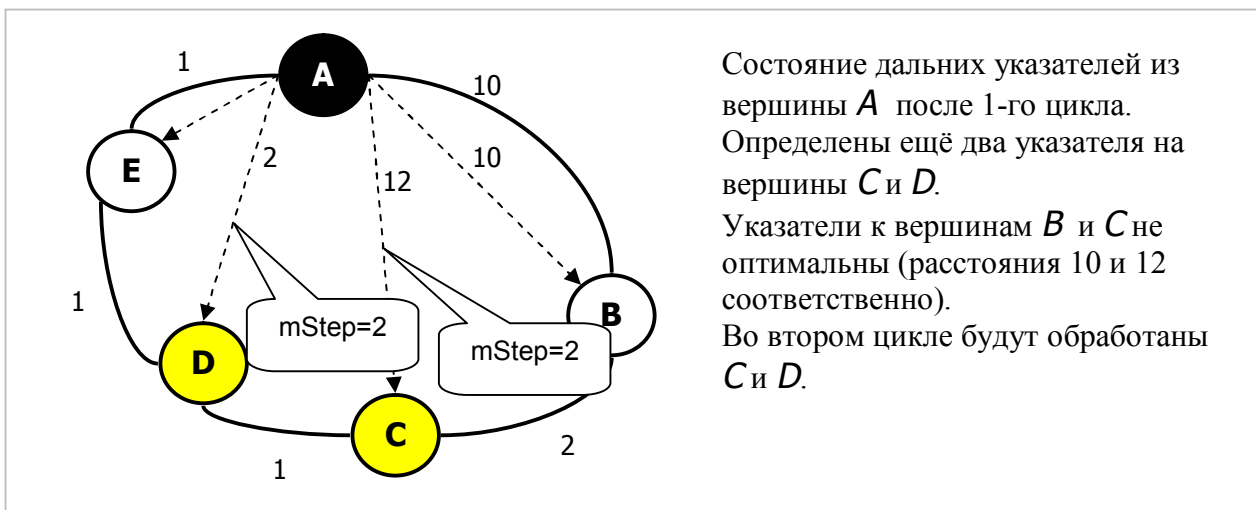 1
A
10
E
2
12
10
1
mStep=2
mStep=2
B
D
C
1
2
Состояние дальних указателей из
вершины A после 1-го цикла.
Определены ещё два указателя на
вершины C и D.
Указатели к вершинам B и C не
оптимальны (расстояния 10 и 12
соответственно).
Во втором цикле будут обработаны
C и D.